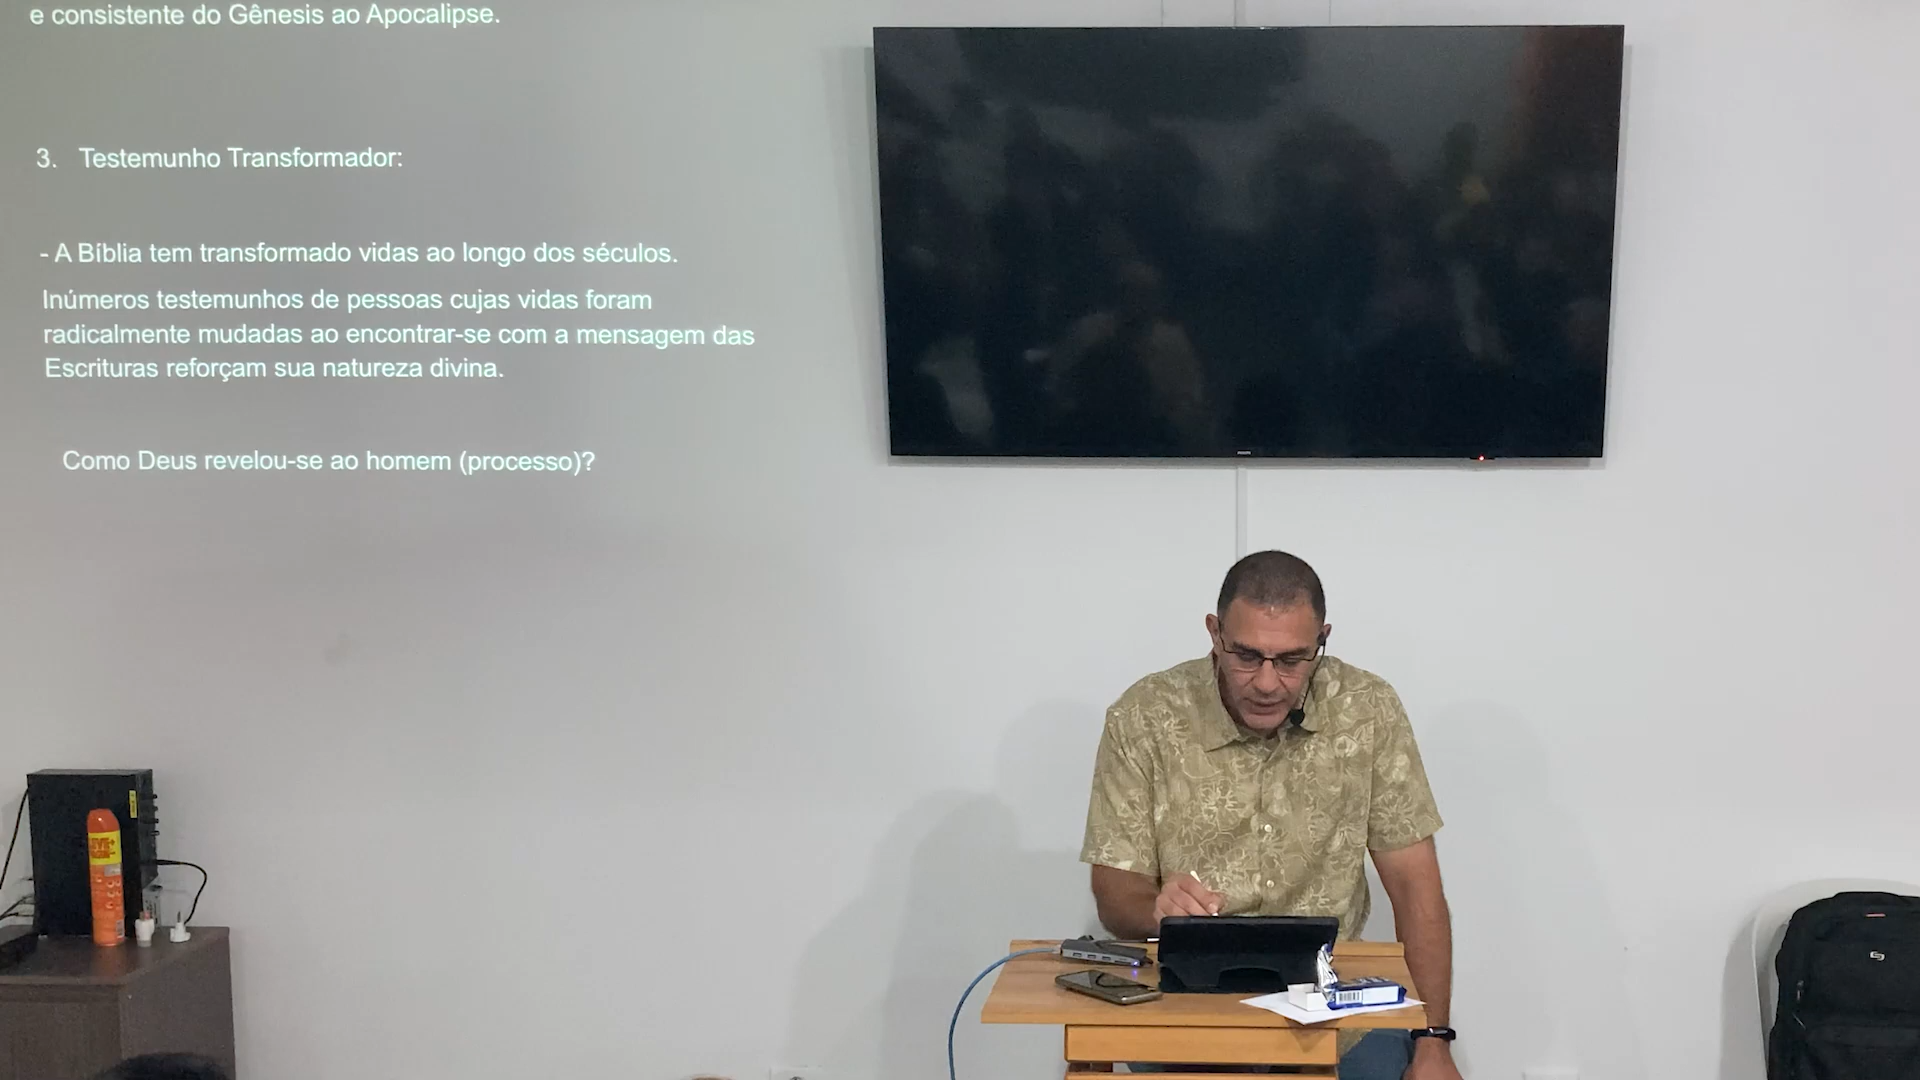 e consistente do Gênesis ao Apocalipse.
3. Testemunho Transformador:
- A Bíblia tem transformado vidas ao longo dos séculos.
Inúmeros testemunhos de pessoas cujas vidas foram
radicalmente mudadas ao encontrar-se com a mensagem das
Escrituras reforçam sua natureza divina.
Como Deus revelou-se ao homem (processo)?